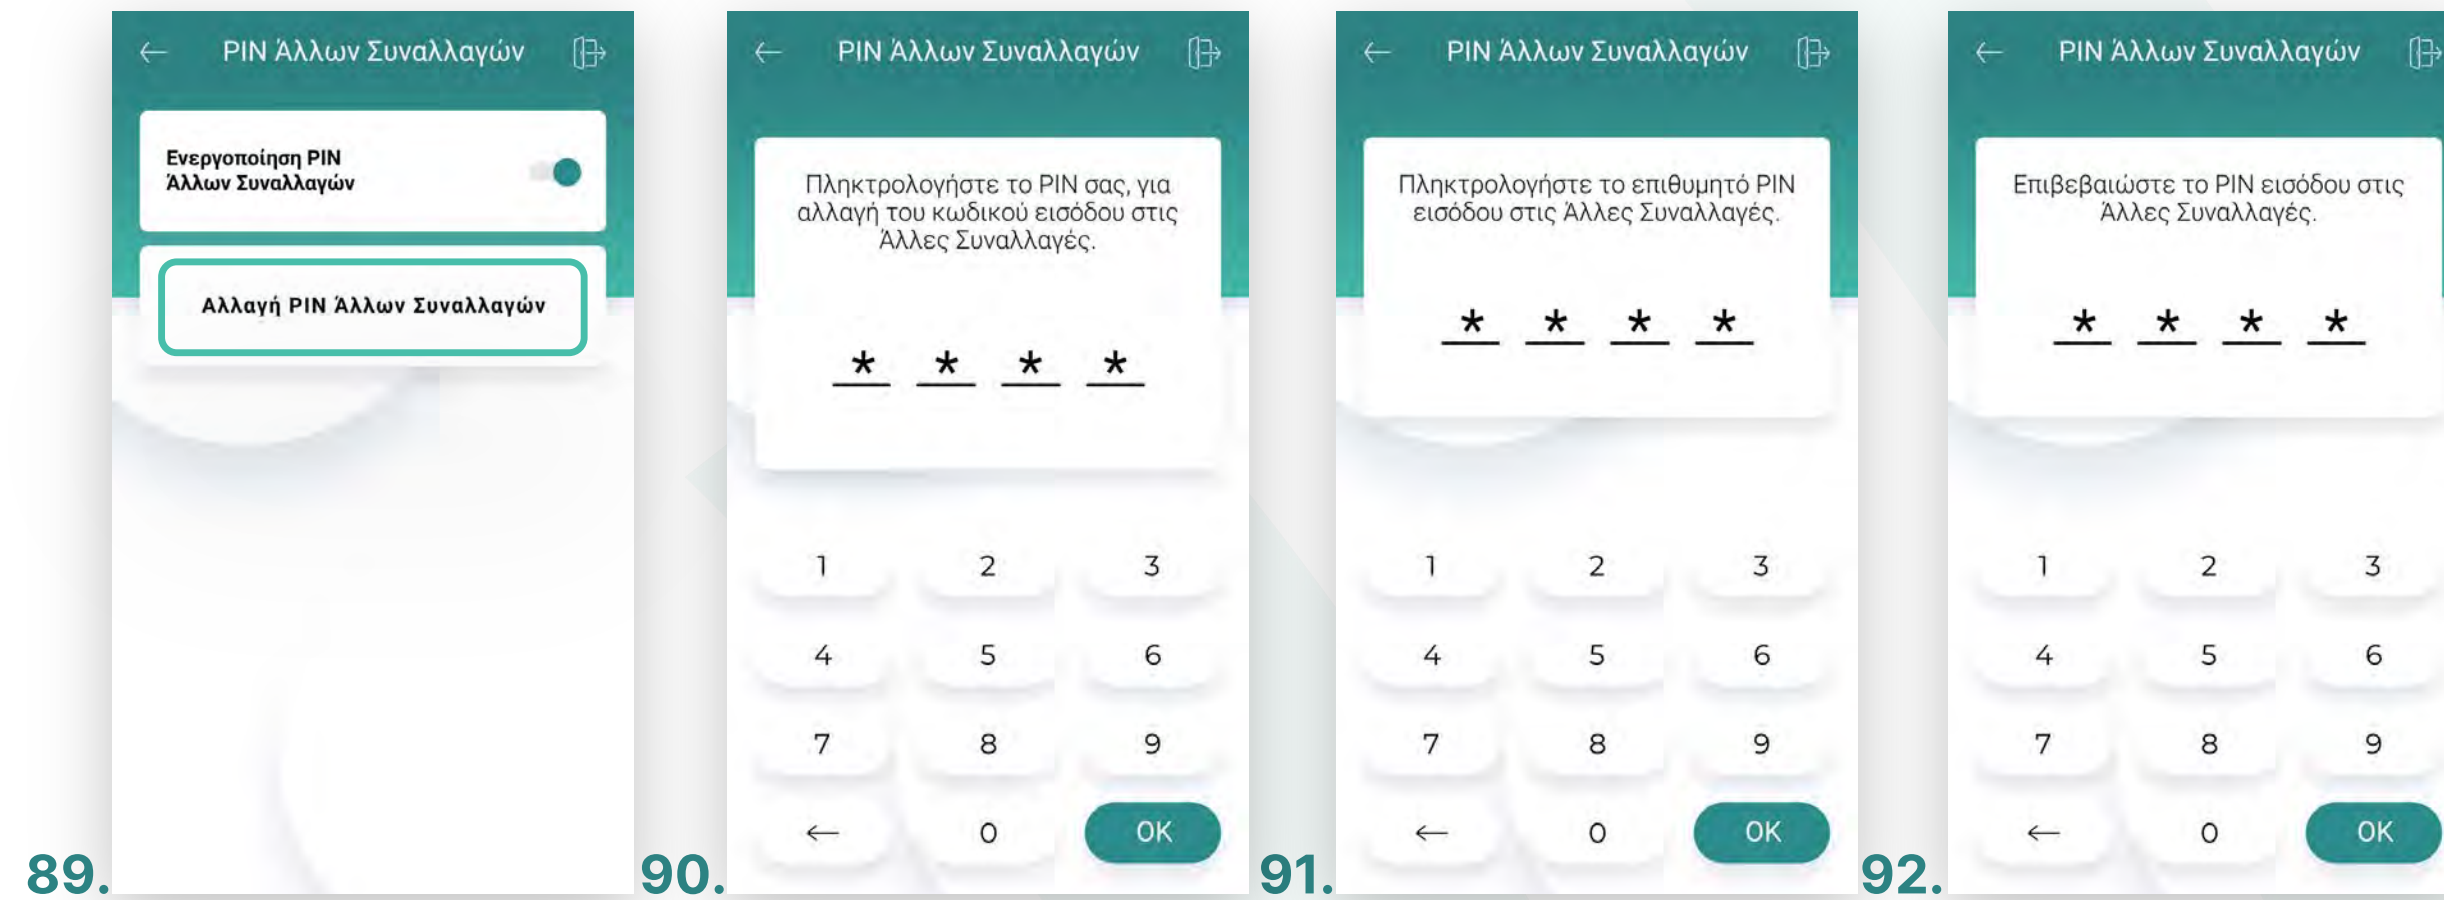 PIN Άλλων Συναλλαγών
Ενεργοποίηση PIN
Άλλων Συναλλαγών
Αλλαγή PIN Άλλων Συναλλαγών
89.
PIN Άλλων Συναλλαγών
Πληκτρολογήστε το PIN σας, για
αλλαγή του κωδικού εισόδου στις
Άλλες Συναλλαγές.
* * * *
1 2 3
4 5 6
7 8 9
← 0 OK
90.
PIN Άλλων Συναλλαγών
Πληκτρολογήστε το επιθυμητό PIN
εισόδου στις Άλλες Συναλλαγές.
* * * *
1 2 3
4 5 6
7 8 9
← 0 OK
91.
PIN Άλλων Συναλλαγών
Επιβεβαιώστε το PIN εισόδου στις
Άλλες Συναλλαγές.
* * * *
1 2 3
4 5 6
7 8 9
← 0 OK
92.